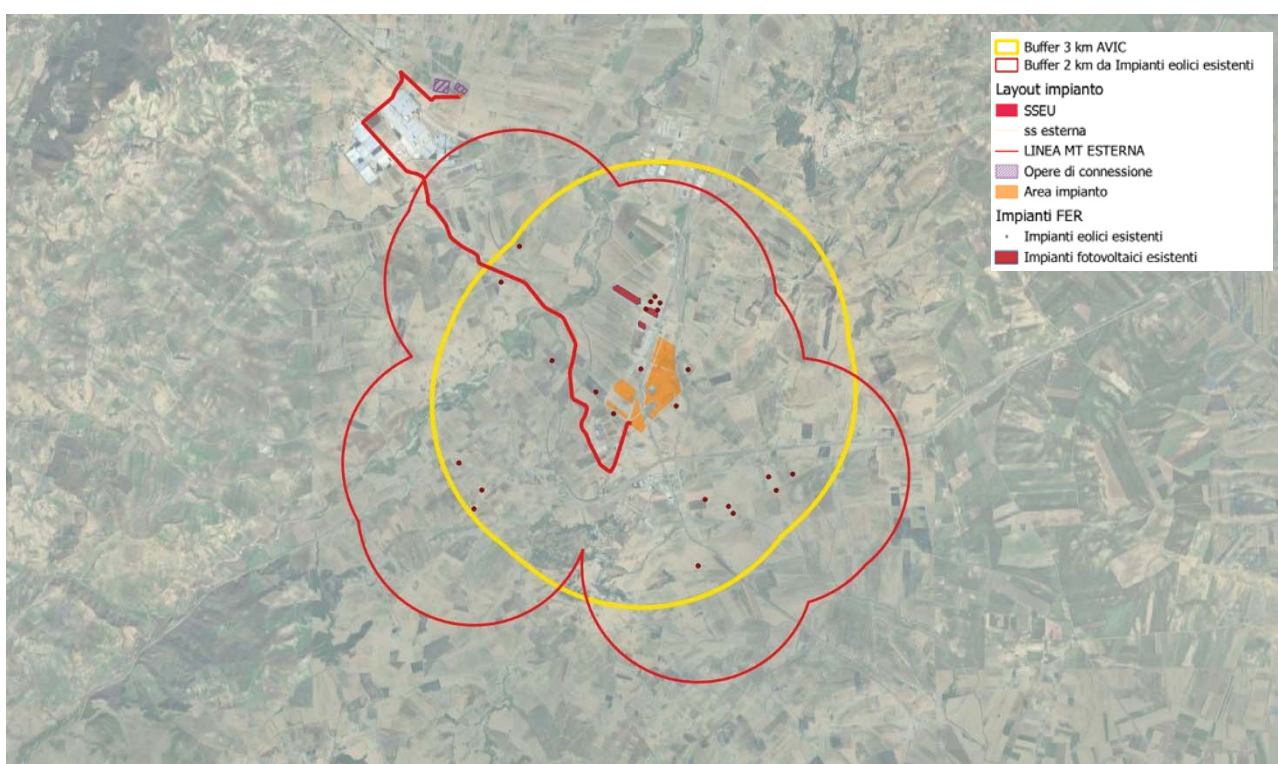 Buffer 3 km AVIC
Buffer 2 km da Impianti eolici esistenti
Layout impianto
SSEU
ss esterna
LINEA MT ESTERNA
Opere di connessione
Area impianto
Impianti FER
Impianti eolici esistenti
Impianti fotovoltaici esistenti